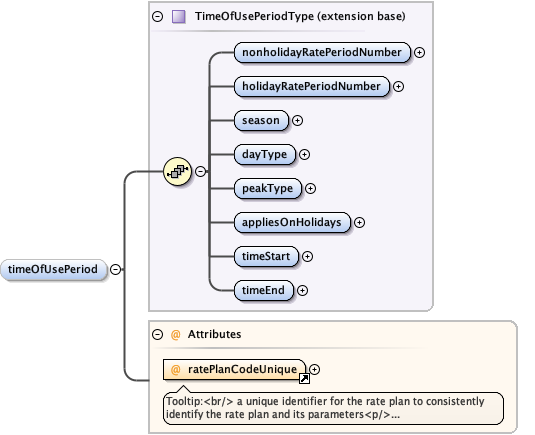 TimeOfUsePeriodType (extension base)
nonholidayRatePeriodNumber
holidayRatePeriodNumber
season
dayType
peakType
appliesOnHolidays
timeStart
timeEnd
timeOfUsePeriod
@ Attributes
@ ratePlanCodeUnique
Tooltip:<br/> a unique identifier for the rate plan to consistently
identify the rate plan and its parameters<p/>...